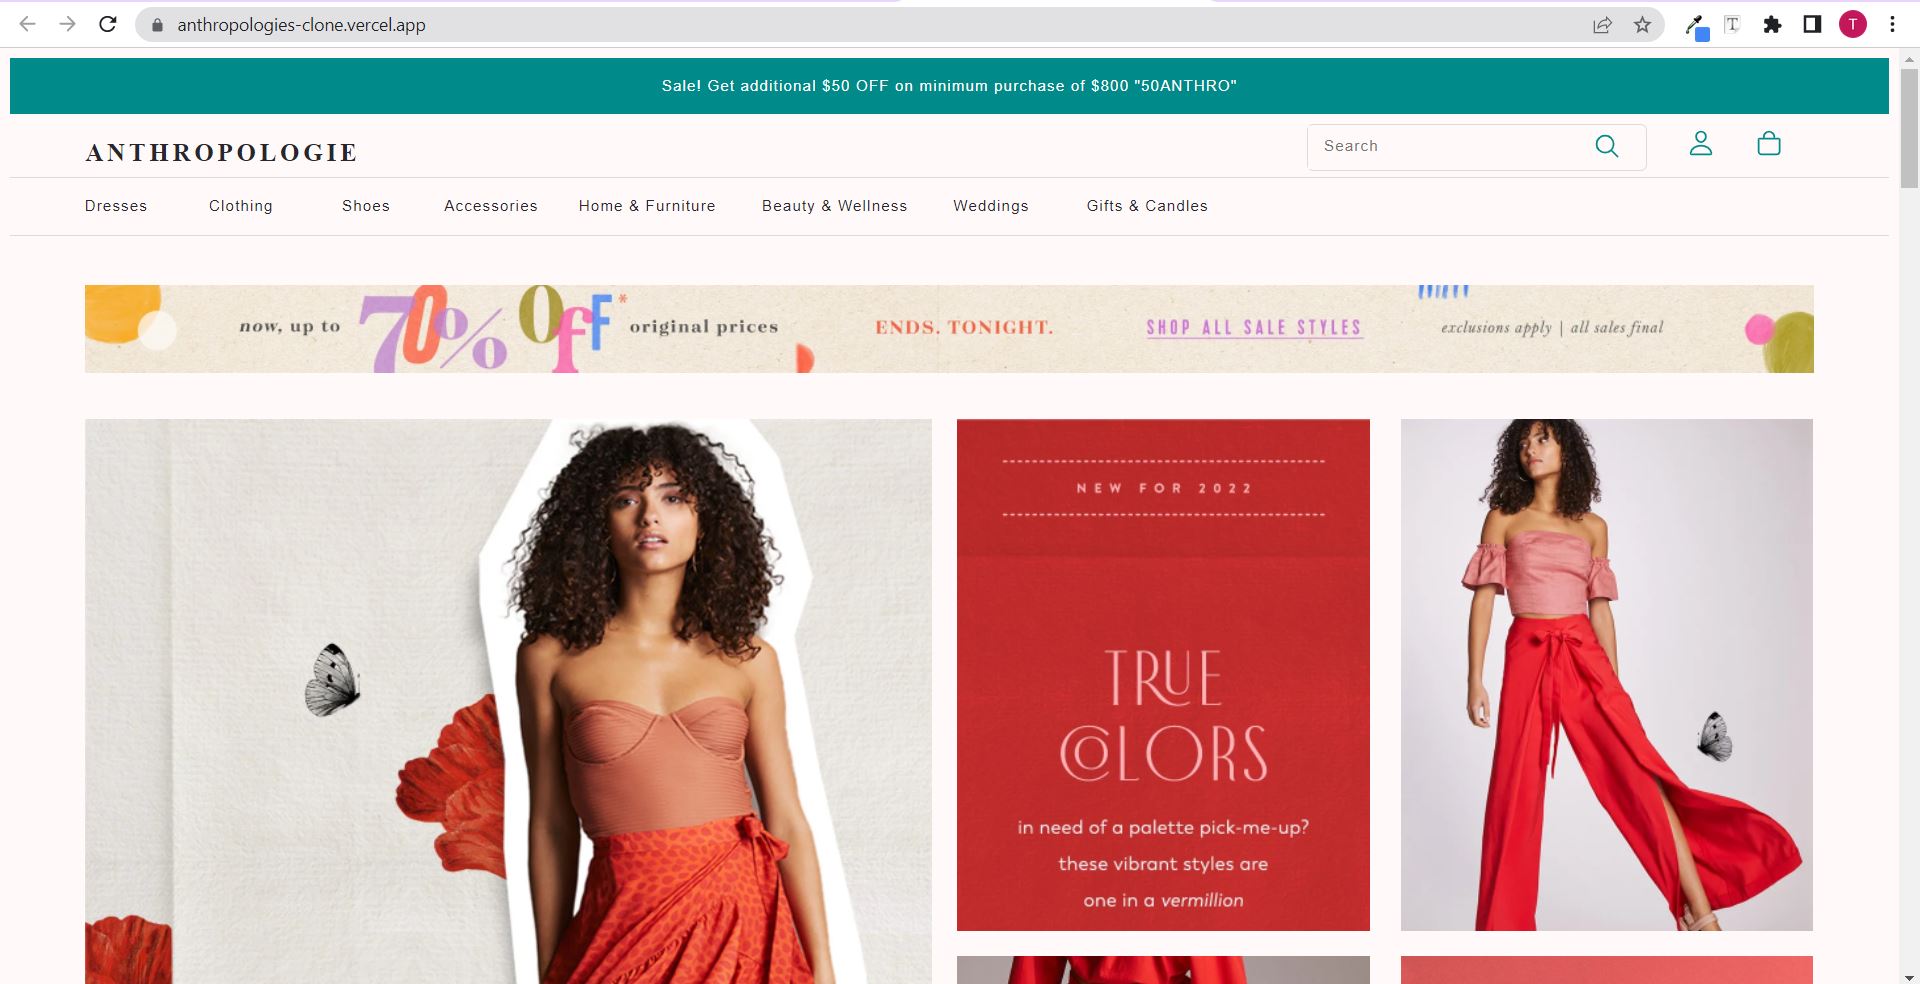 anthropologies-clone.vercel.app
T
T
Sale! Get additional $50 OFF on minimum purchase of $800 "50ANTHRO"
ANTHROPOLOGIE
Search
Dresses Clothing Shoes Accessories Home & Furniture Beauty & Wellness Weddings Gifts & Candles
now, up to 70% Off* original prices ENDS. TONIGHT. SHOP ALL SALE STYLES exclusions apply | all sales final
NEW FOR 2022
TRUE
COLORS
in need of a palette pick-me-up?
these vibrant styles are
one in a vermillion